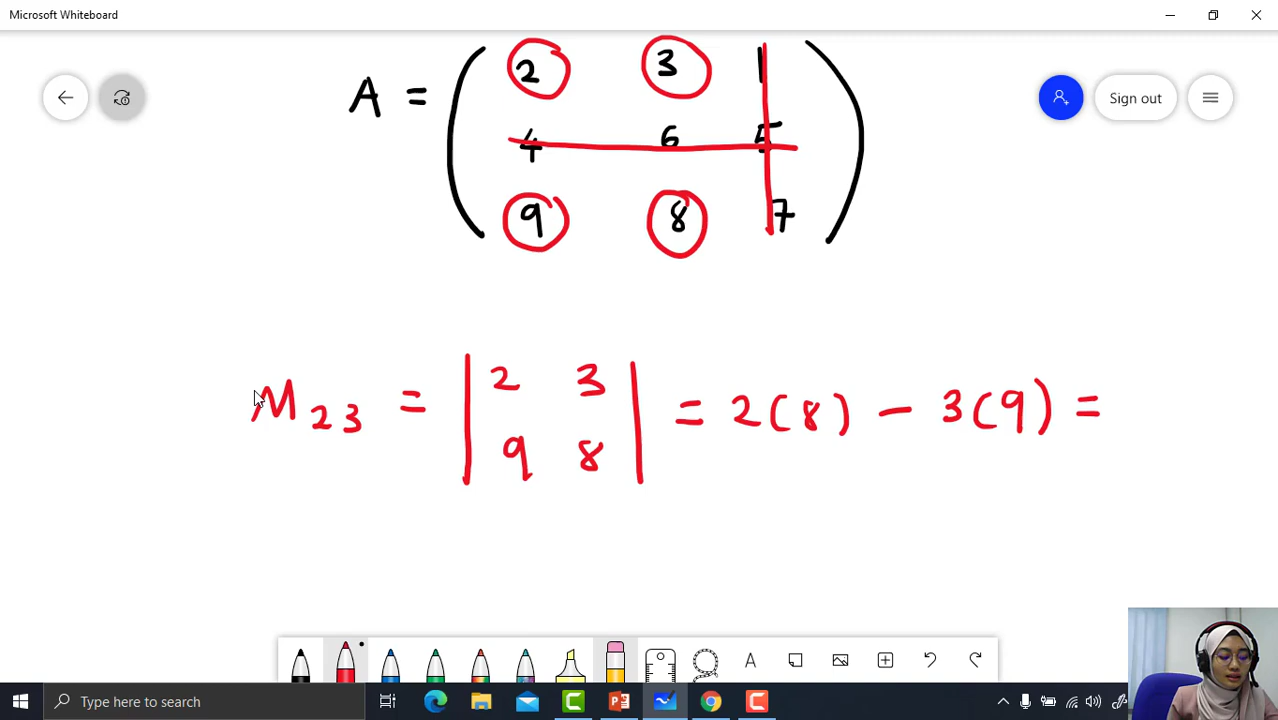 Microsoft Whiteboard
Sign out
2 3 1
A =
4 6 5
9 8 7
M23 = | 2 3 | = 2(8) - 3(9) =
| 9 8 |
A
Type here to search